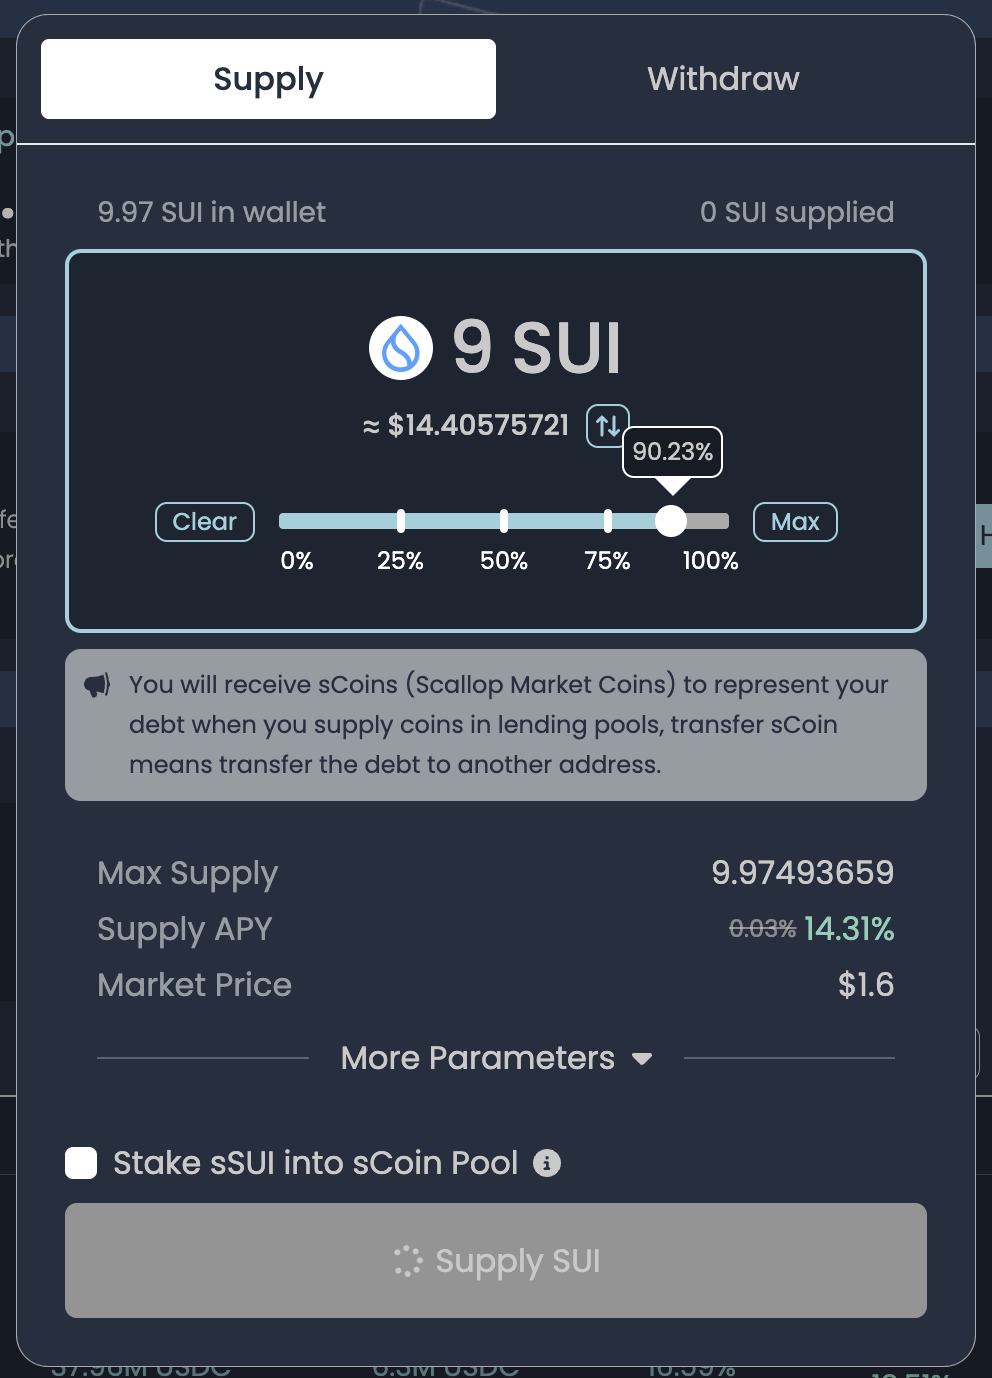 Supply
Withdraw
9.97 SUI in wallet
0 SUI supplied
9 SUI
≈ $14.40575721
90.23%
Clear
Max
0%
25%
50%
75%
100%
You will receive sCoins (Scallop Market Coins) to represent your
debt when you supply coins in lending pools, transfer sCoin
means transfer the debt to another address.
Max Supply
9.97493659
Supply APY
0.03% 14.31%
Market Price
$1.6
More Parameters
Stake sSUI into sCoin Pool
Supply SUI